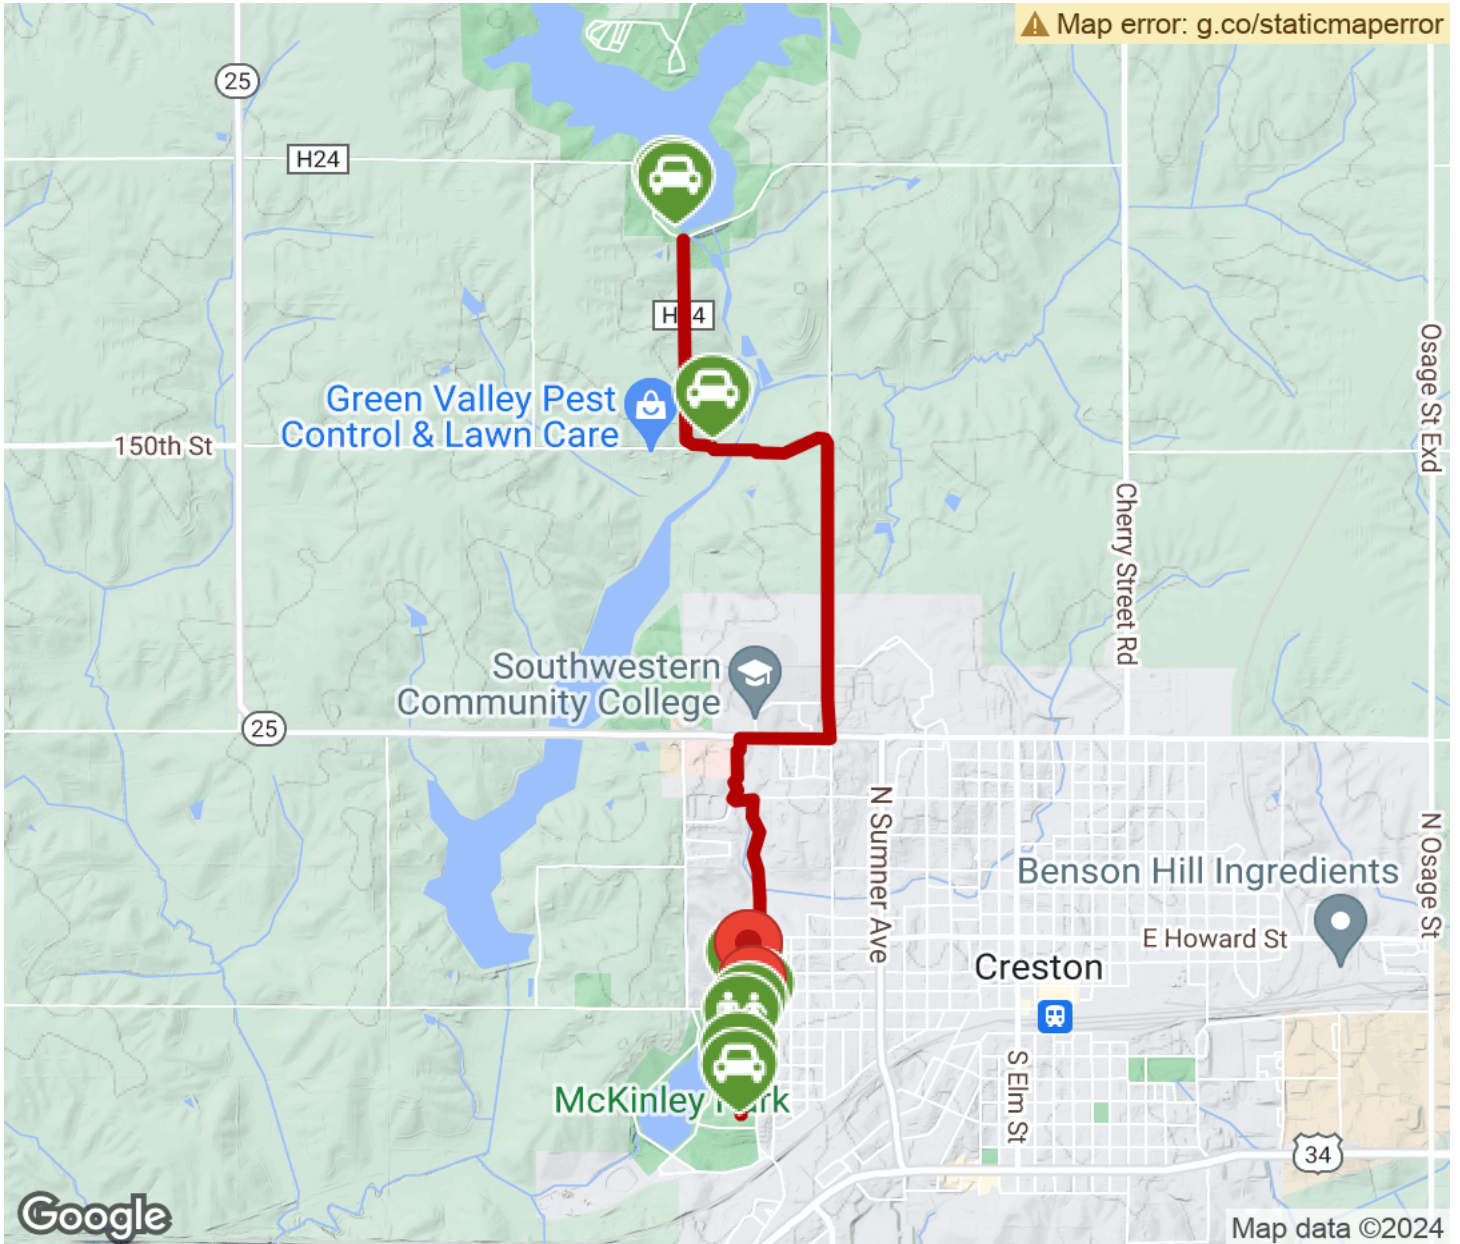 Map error: g.co/staticmaperror
25
H24
Green Valley Pest
Control & Lawn Care
150th St
Osage St Exd
Cherry Street Rd
Southwestern
Community College
25
N Sumner Ave
N Osage St
Benson Hill Ingredients
E Howard St
Creston
S Elm St
McKinley
34
Google
Map data ©2024